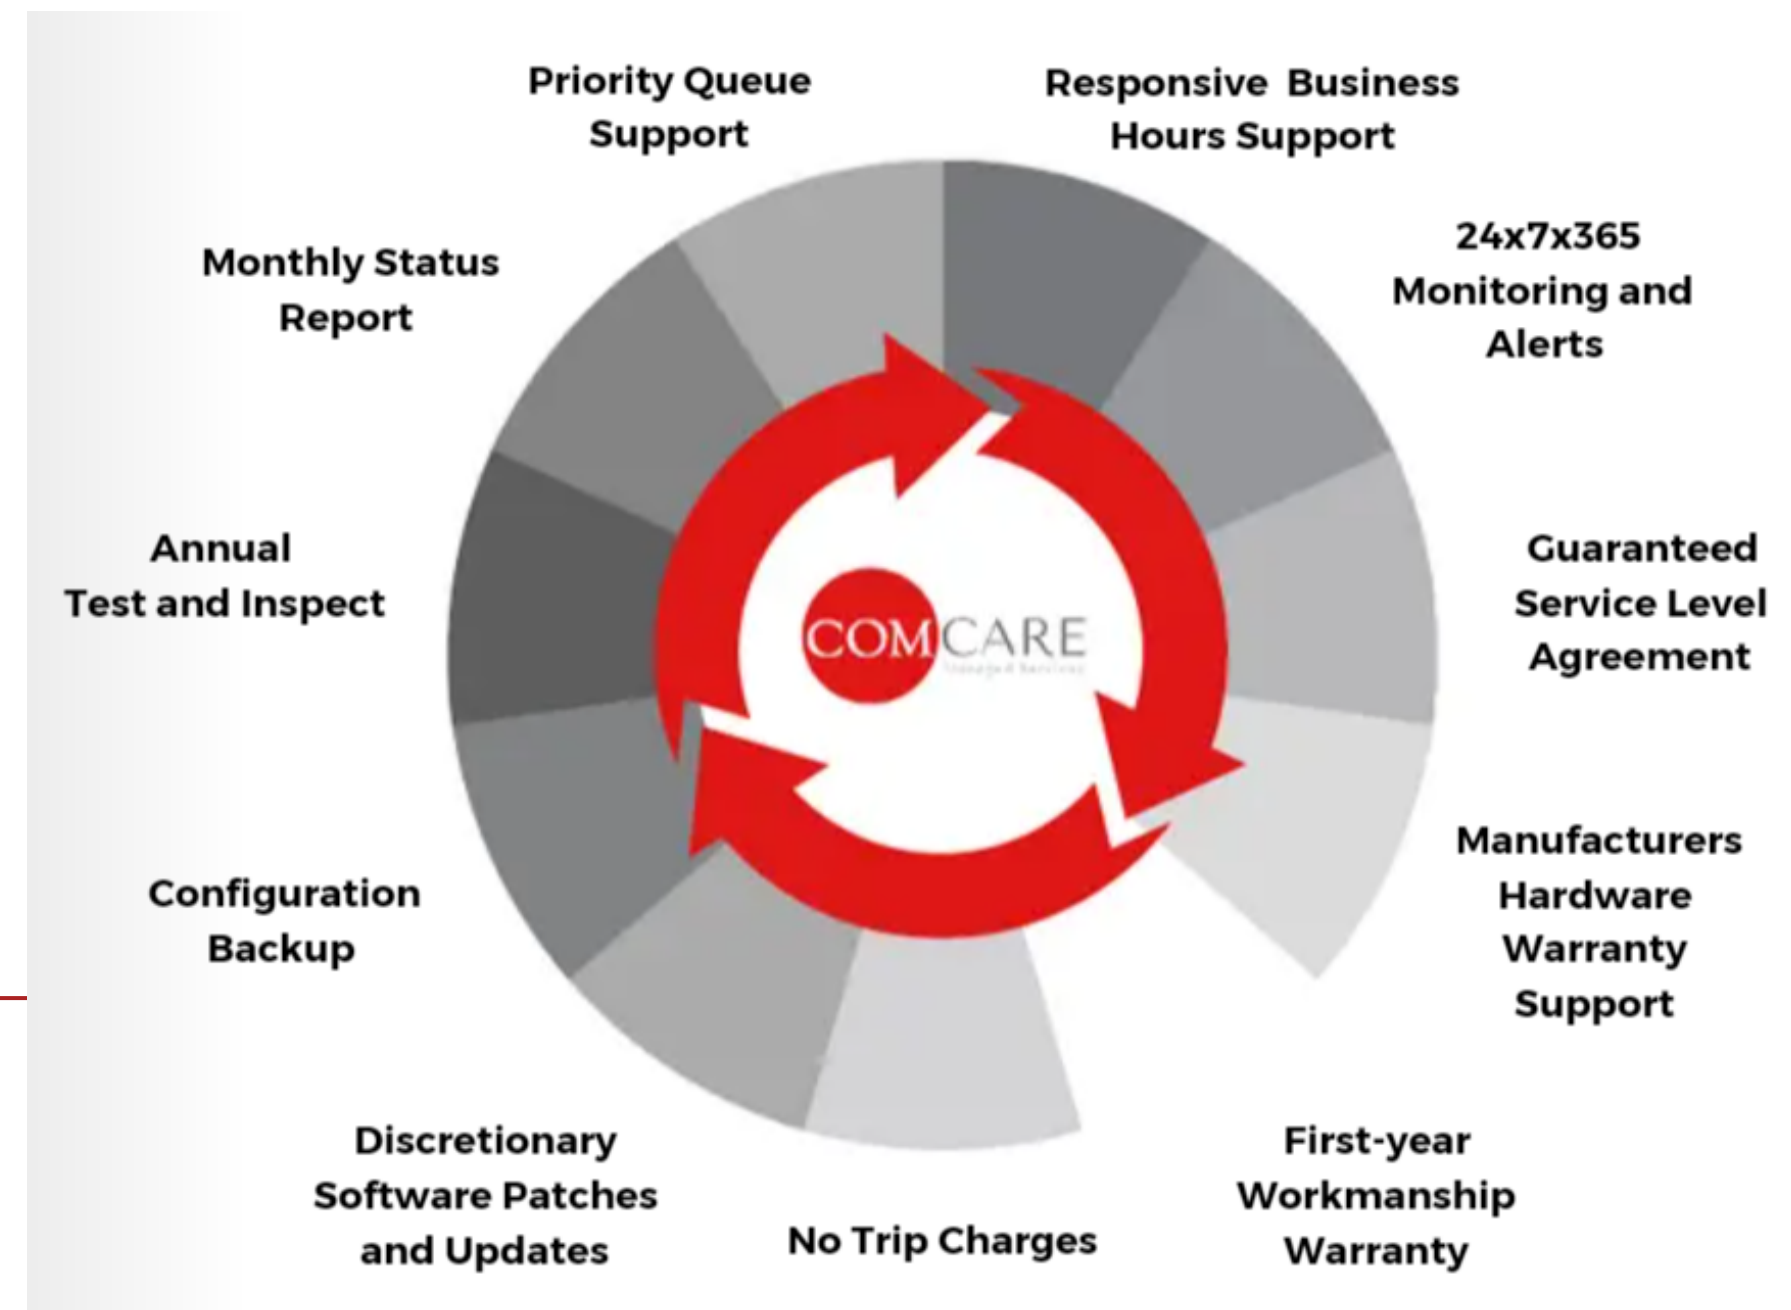 Priority Queue
Support
Responsive Business
Hours Support
24x7x365
Monitoring and
Alerts
Guaranteed
Service Level
Agreement
Manufacturers
Hardware
Warranty
Support
First-year
Workmanship
Warranty
No Trip Charges
Discretionary
Software Patches
and Updates
Configuration
Backup
Annual
Test and Inspect
Monthly Status
Report
COMCARE
Managed Services